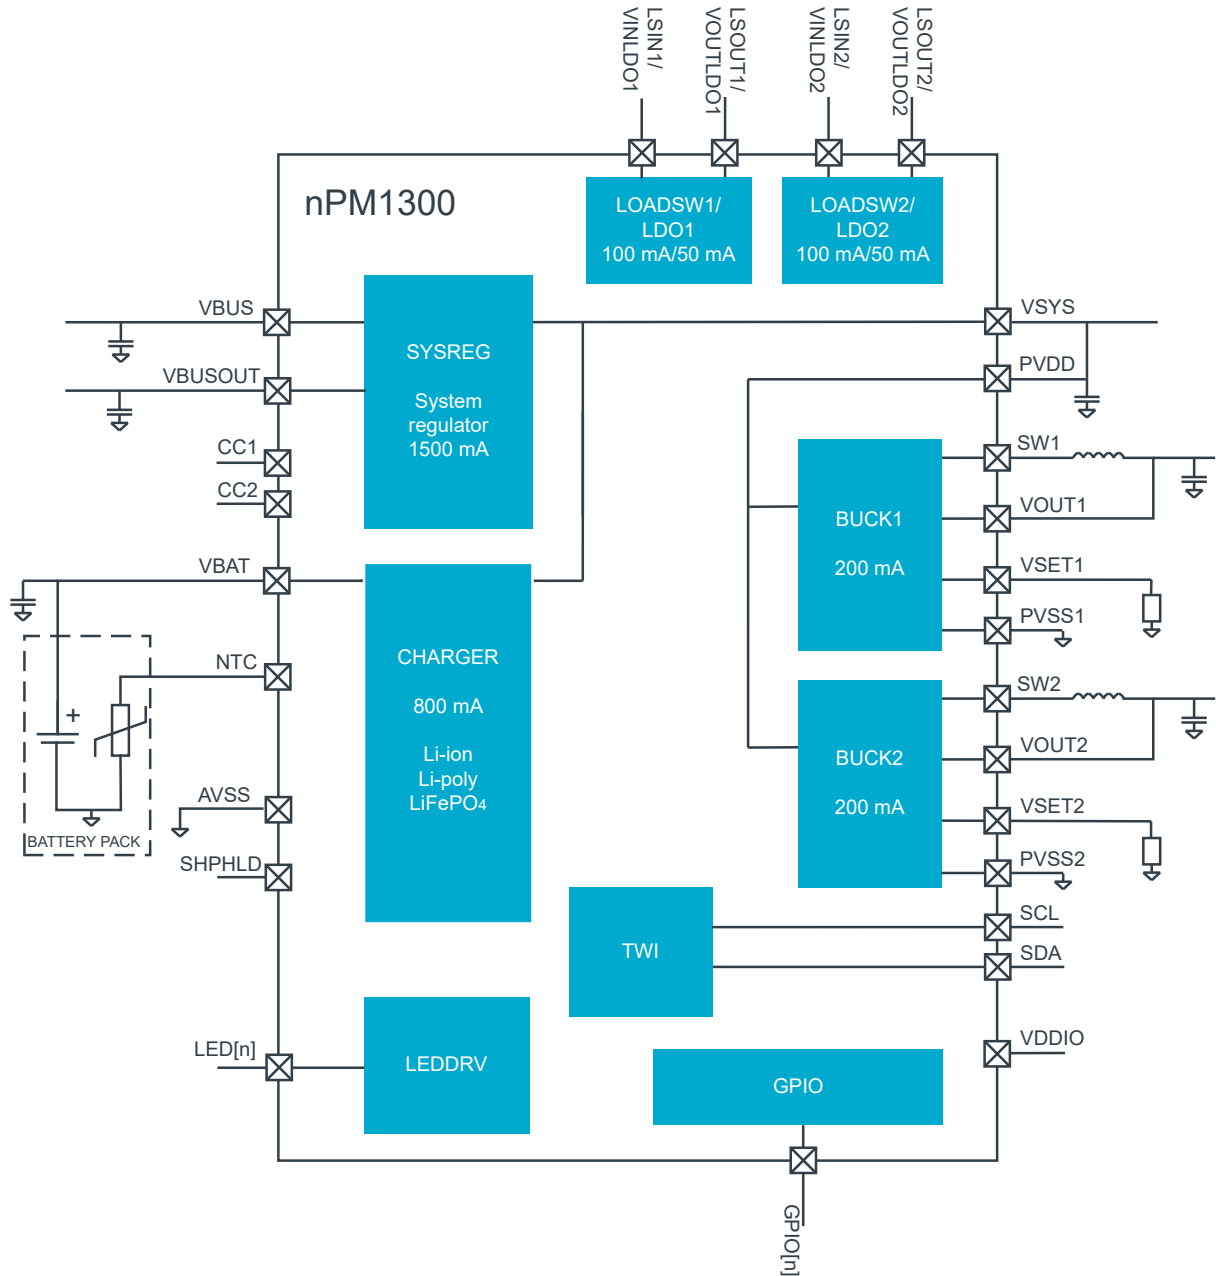 LSIN1/
VINLDO1
LSOUT1/
VOUTLDO1
LSIN2/
VINLDO2
LSOUT2/
VOUTLDO2
nPM1300
LOADSW1/
LDO1
100 mA/50 mA
LOADSW2/
LDO2
100 mA/50 mA
VBUS
VBUSOUT
CC1
CC2
VBAT
NTC
+
BATTERY PACK
AVSS
SHPHLD
LED[n]
SYSREG
System
regulator
1500 mA
CHARGER
800 mA
Li-ion
Li-poly
LiFePO4
LEDDRV
TWI
GPIO
GPIO[n]
BUCK1
200 mA
BUCK2
200 mA
VSYS
PVDD
SW1
VOUT1
VSET1
PVSS1
SW2
VOUT2
VSET2
PVSS2
SCL
SDA
VDDIO